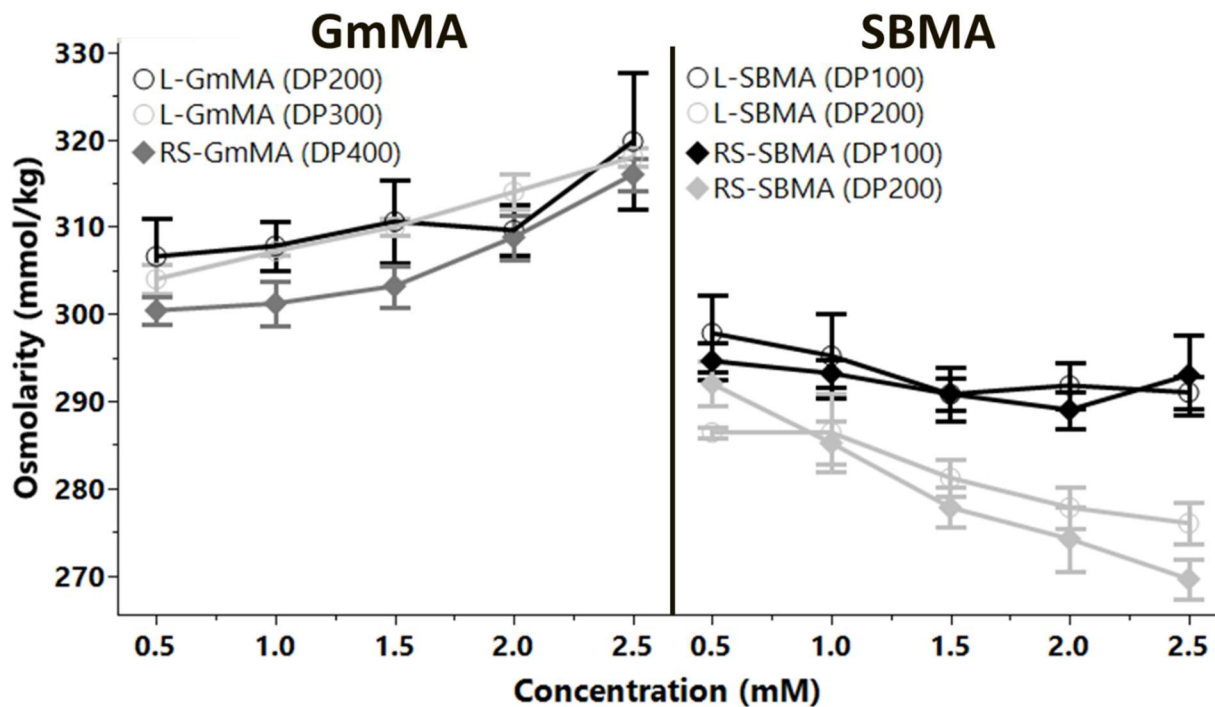 GmMA
SBMA
L-GmMA (DP200)
L-GmMA (DP300)
RS-GmMA (DP400)
L-SBMA (DP100)
L-SBMA (DP200)
RS-SBMA (DP100)
RS-SBMA (DP200)
Osmolarity (mmol/kg)
330
320
310
300
290
280
270
0.5 1.0 1.5 2.0 2.5
0.5 1.0 1.5 2.0 2.5
Concentration (mM)